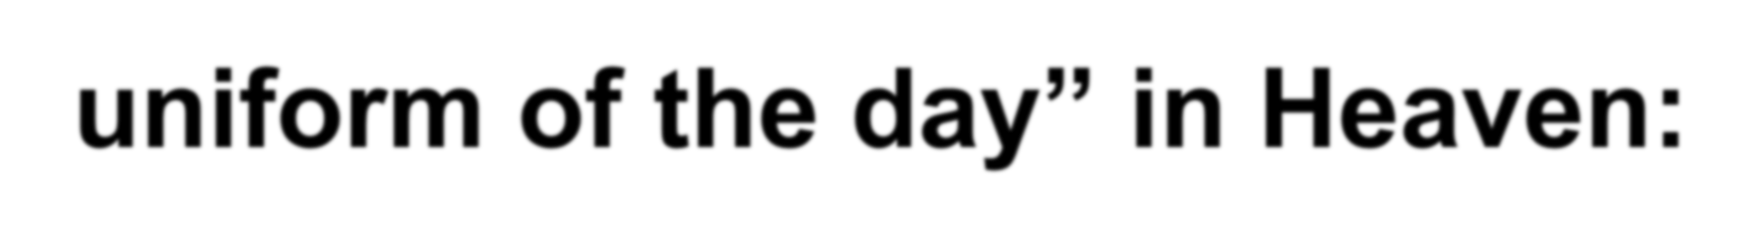 uniform of the day” in Heaven: